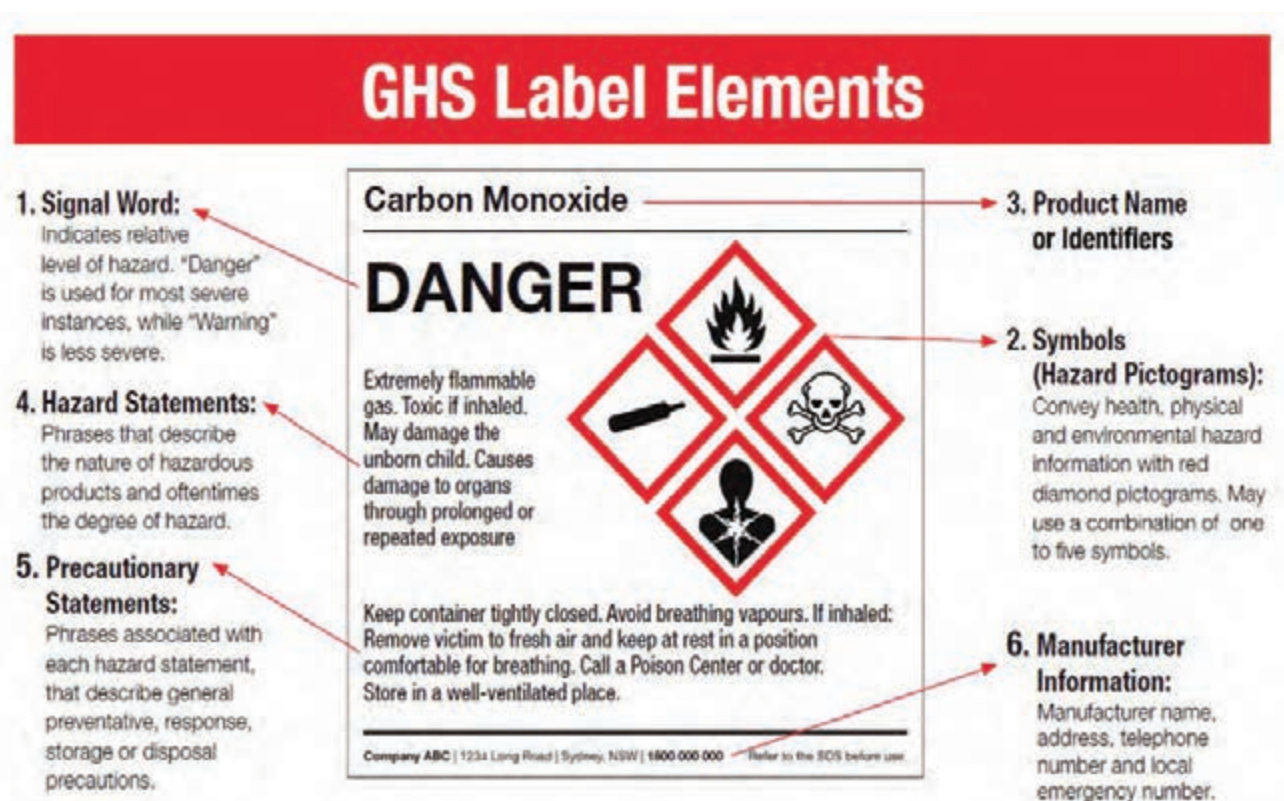 GHS Label Elements
1. Signal Word:
Indicates relative
level of hazard. "Danger"
is used for most severe
instances, while "Warning"
is less severe.
4. Hazard Statements:
Phrases that describe
the nature of hazardous
products and oftentimes
the degree of hazard.
5. Precautionary
Statements:
Phrases associated with
each hazard statement,
that describe general
preventative, response,
storage or disposal
precautions.
Carbon Monoxide
DANGER
Extremely flammable
gas. Toxic if inhaled.
May damage the
unborn child. Causes
damage to organs
through prolonged or
repeated exposure
Keep container tightly closed. Avoid breathing vapours. If inhaled:
Remove victim to fresh air and keep at rest in a position
comfortable for breathing. Call a Poison Center or doctor.
Store in a well-ventilated place.
Company ABC | 1234 Long Road | Sydney, NSW | 1800 000 000 Refer to the SDS before use
3. Product Name
or Identifiers
2. Symbols
(Hazard Pictograms):
Convey health, physical
and environmental hazard
information with red
diamond pictograms. May
use a combination of one
to five symbols.
6. Manufacturer
Information:
Manufacturer name,
address, telephone
number and local
emergency number.